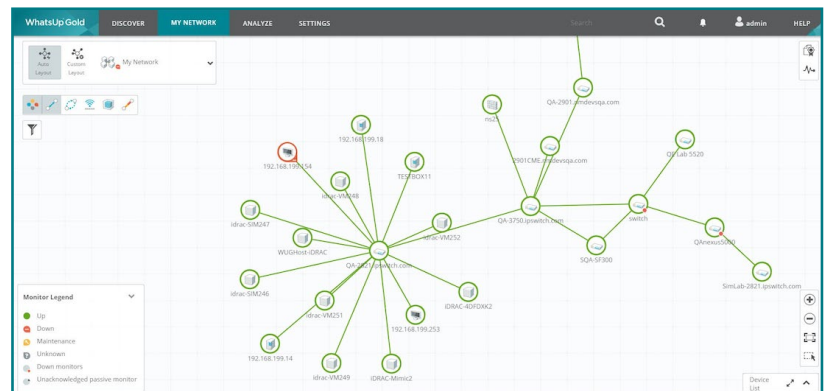 WhatsUp Gold DISCOVER MY NETWORK ANALYZE SETTINGS Search admin HELP
Auto Layout
Custom Layout
My Network
QA-2901.nmdevsqa.com
ns25
192.168.199.18
2901CME.nmdevsqa.com
QE Lab 5520
192.168.199.154
TESTBOX11
idrac-VM248
idrac-SIM247
QA-3750.ipswitch.com
switch
idrac-VM252
QAnexus5000
WUGHost-iDRAC
SQA-SF300
QA-2821.ipswitch.com
SimLab-2821.ipswitch.com
idrac-SIM246
iDRAC-4DFDXK2
idrac-VM251
192.168.199.253
192.168.199.14
idrac-VM249
iDRAC-Mimic2
Monitor Legend
Up
Down
Maintenance
Unknown
Down monitors
Unacknowledged passive monitor
Device
List